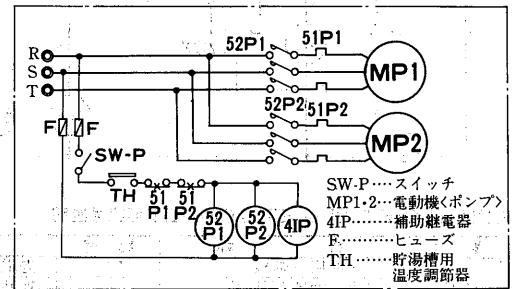 52P1
51P1
R
S
T
MP1
52P2
51P2
MP2
F
F
SW-P
TH
51
P1
51
P2
52
P1
52
P2
4IP
SW-P‥‥スイッチ
MP1・2‥‥電動機<ポンプ>
4IP………補助継電器
F…………ヒューズ
TH ………貯湯槽用
温度調節器